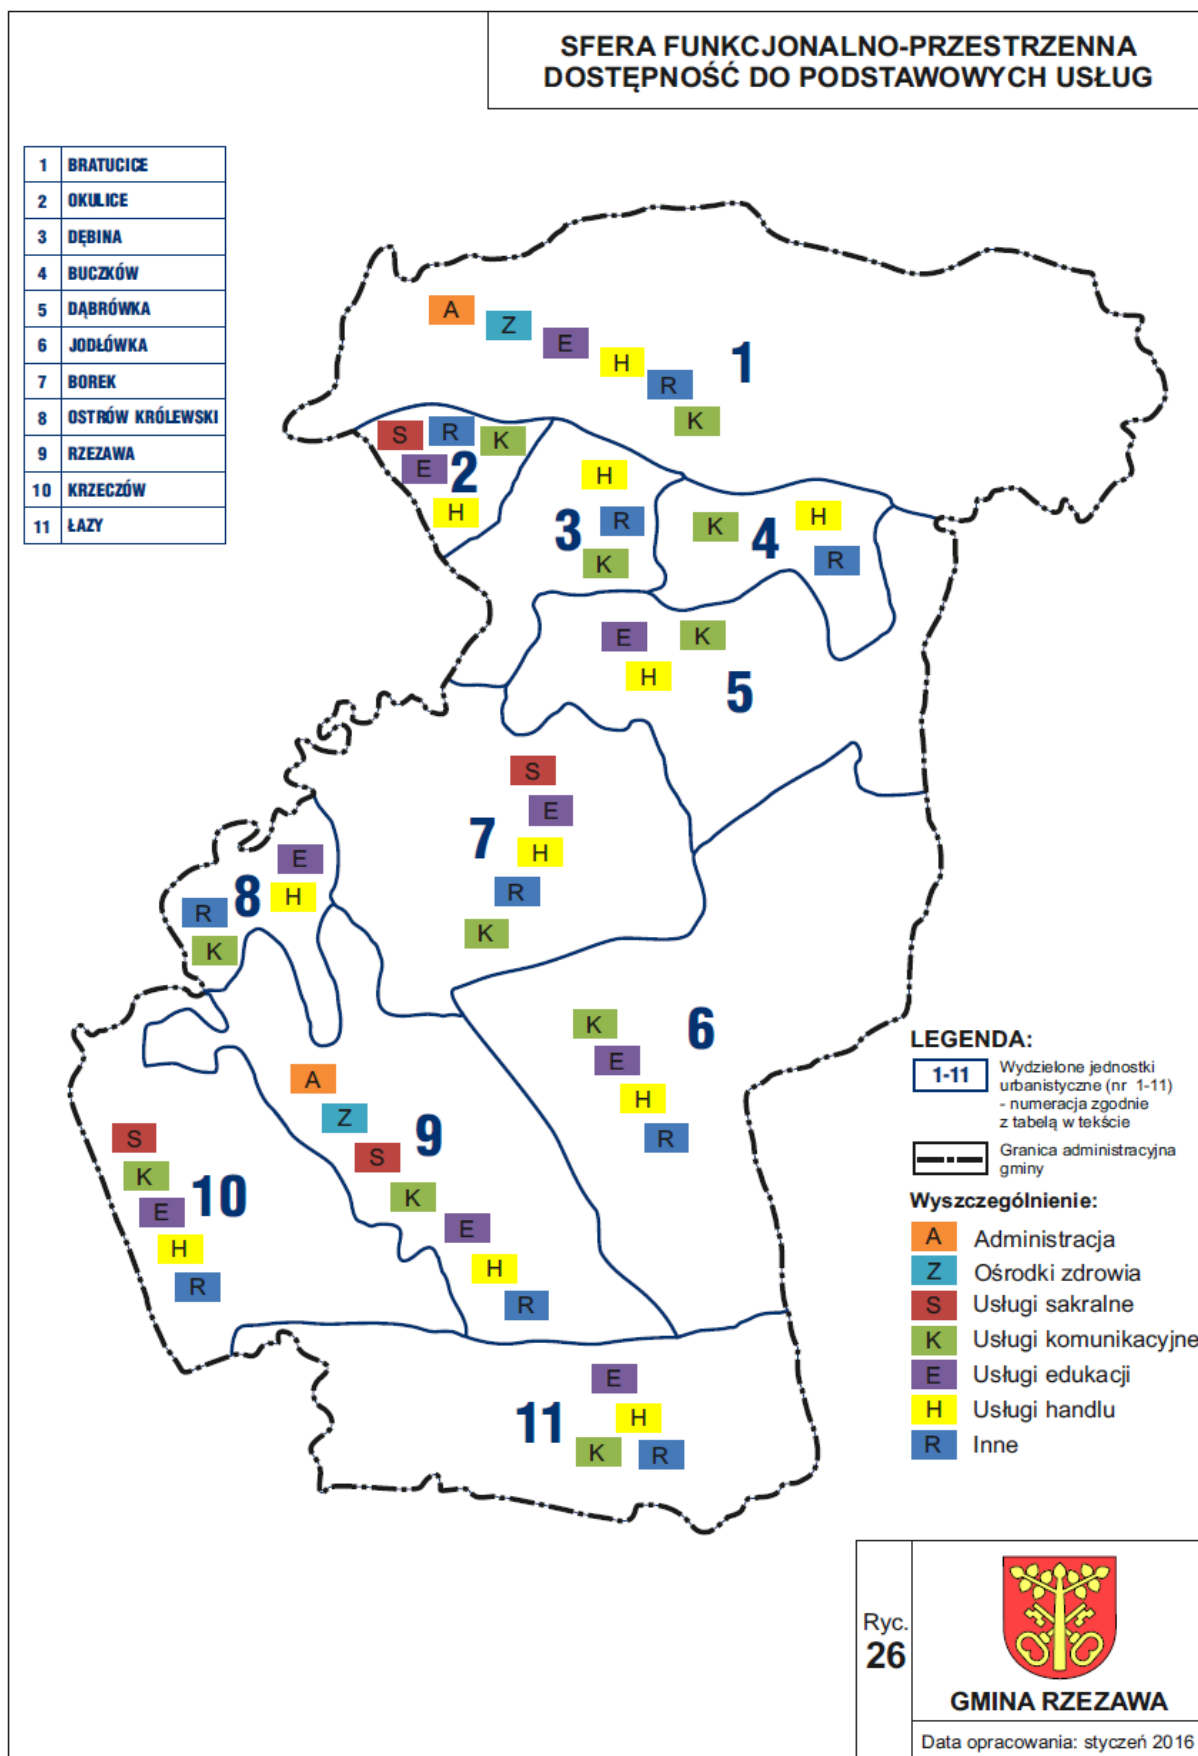 SFERA FUNKCJONALNO-PRZESTRZENNA
DOSTĘPNOŚĆ DO PODSTAWOWYCH USŁUG
1 BRATUCICE
2 OKULICE
3 DĘBINA
4 BUCZKÓW
5 DĄBRÓWKA
6 JODŁÓWKA
7 BOREK
8 OSTRÓW KRÓLEWSKI
9 RZEZAWA
10 KRZECZÓW
11 ŁAZY
A
Z
E
H
R
K
1
S
R
K
E
2
H
H
3
R
K
K
4
H
R
E
K
H
5
S
E
7
H
R
K
E
8
H
R
K
K
6
E
H
R
A
Z
9
S
K
E
H
R
S
K
10
E
H
R
E
11
H
K
R
LEGENDA:
1-11 Wydzielone jednostki
urbanistyczne (nr 1-11)
- numeracja zgodnie
z tabelą w tekście
Granica administracyjna
gminy
Wyszczególnienie:
A Administracja
Z Ośrodki zdrowia
S Usługi sakralne
K Usługi komunikacyjne
E Usługi edukacji
H Usługi handlu
R Inne
Ryc.
26
GMINA RZEZAWA
Data opracowania: styczeń 2016